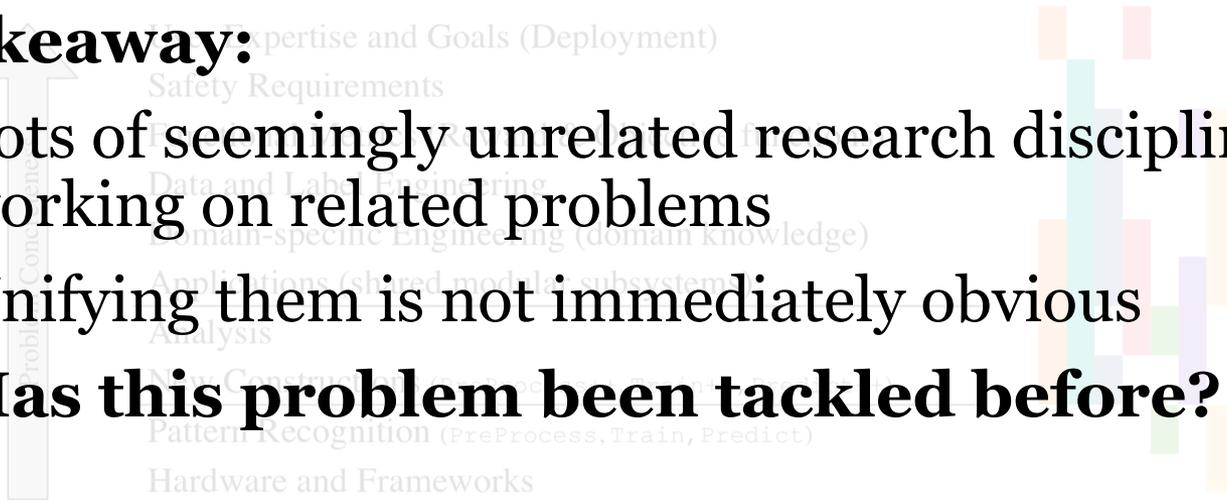 keaway:
User Expertise and Goals (Deployment)
Safety Requirements
ots of seemingly unrelated research disciplin
Data and Label Engineering
orking on related problems
Domain-specific Engineering (domain knowledge)
Applications (shared modular subsystems)
nifying them is not immediately obvious
Analysis
as this problem been tackled before?
Pattern Recognition (PreProcess,Train,Predict)
Hardware and Frameworks